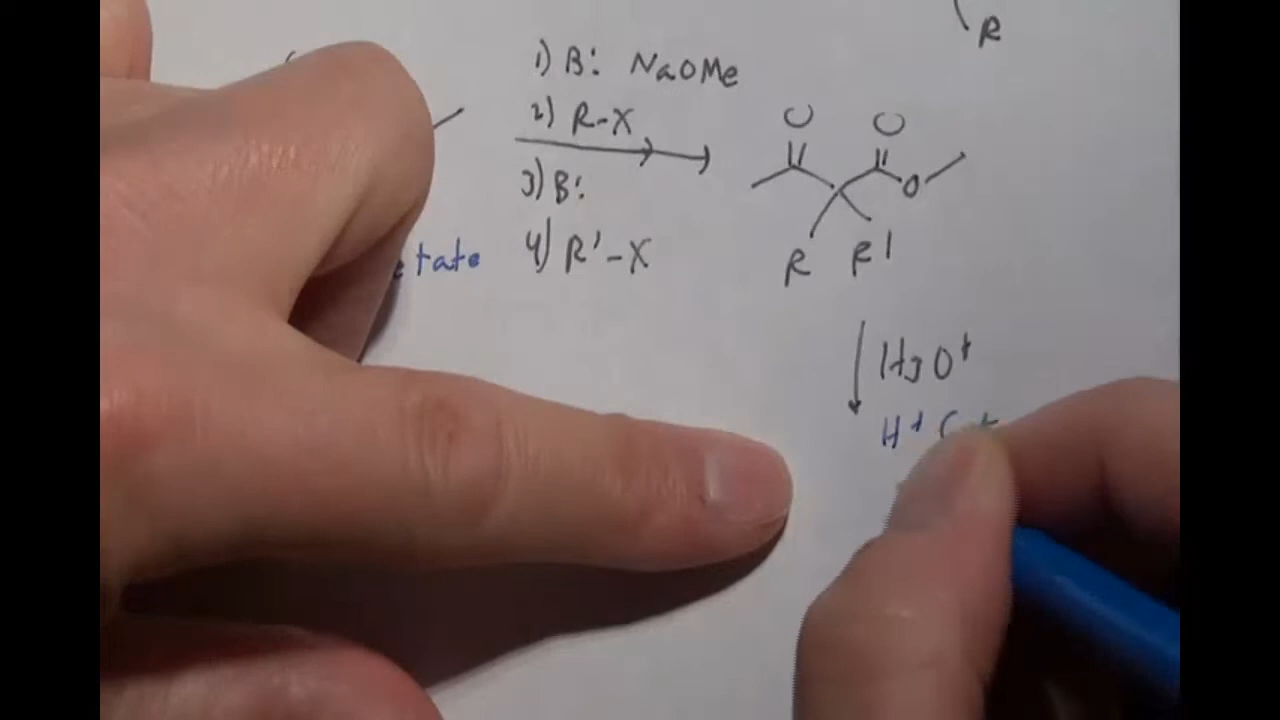 R
1) B: NaOMe
2) R-X
3) B:
4) R'-X
O O
O
R R'
tate
H3O+
H+